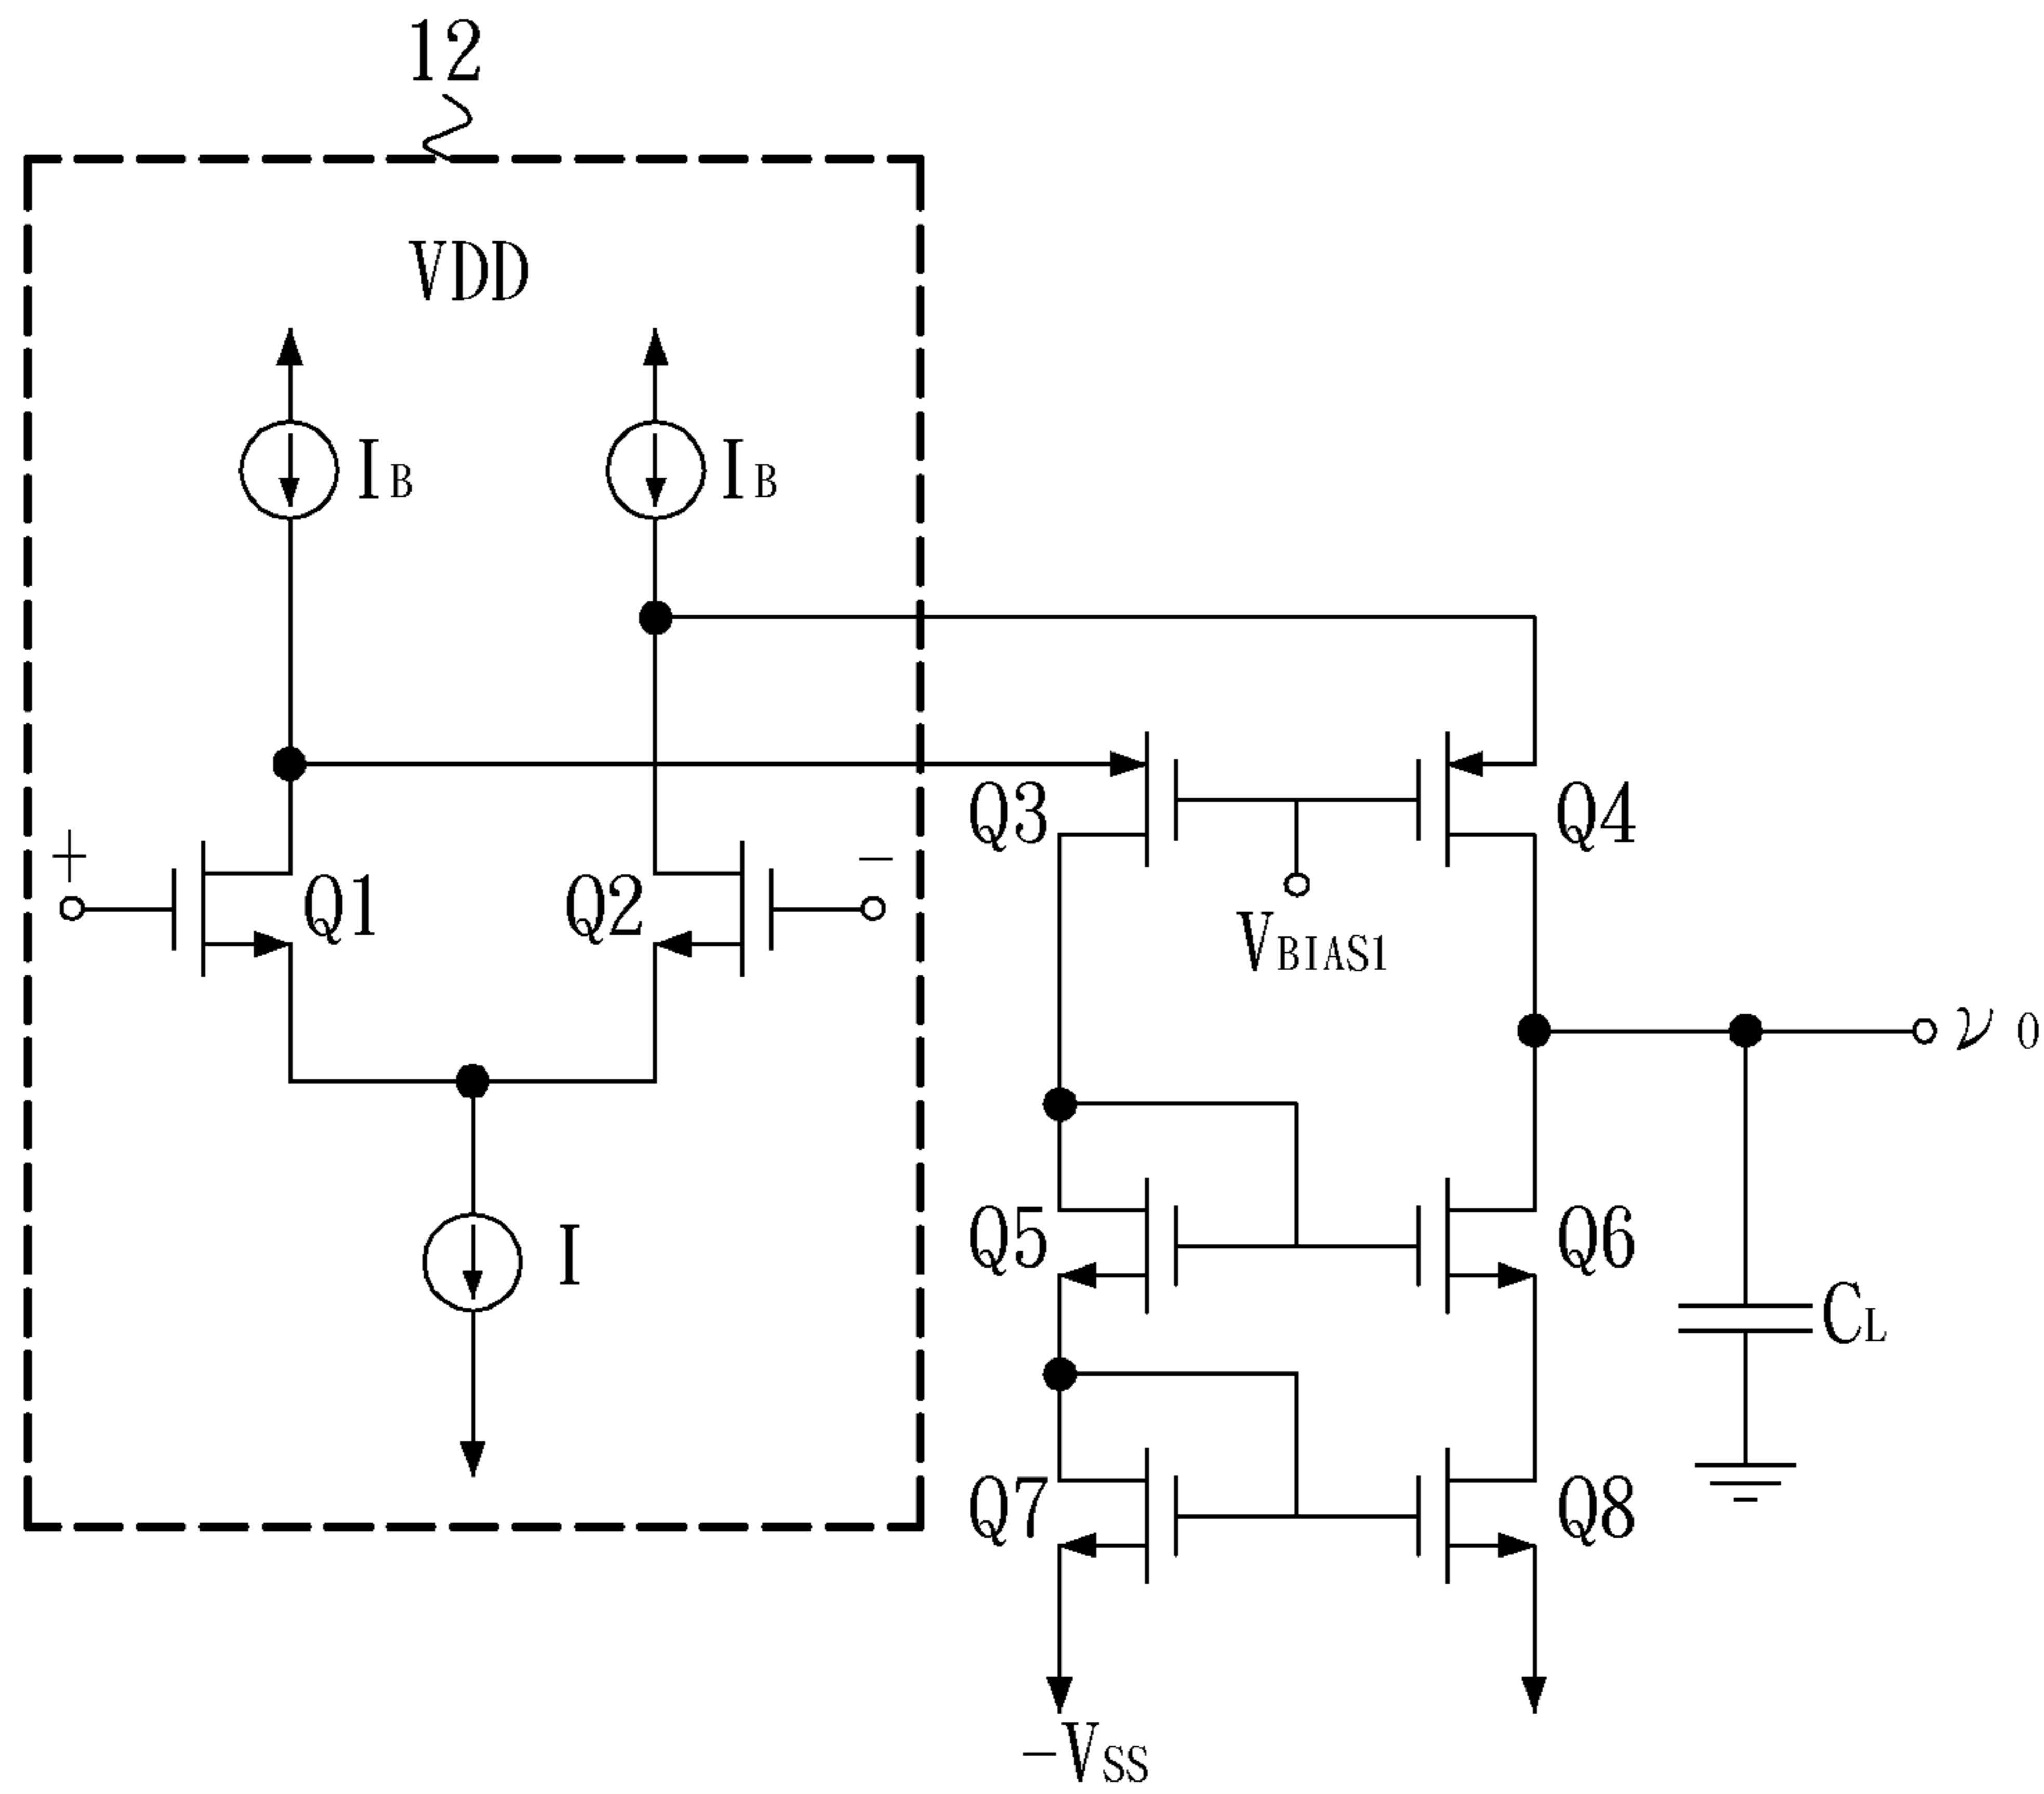 12
VDD
IB IB
Q3 Q4
+ Q1 Q2 −
VBIAS1
ν0
I
Q5 Q6
CL
Q7 Q8
−VSS